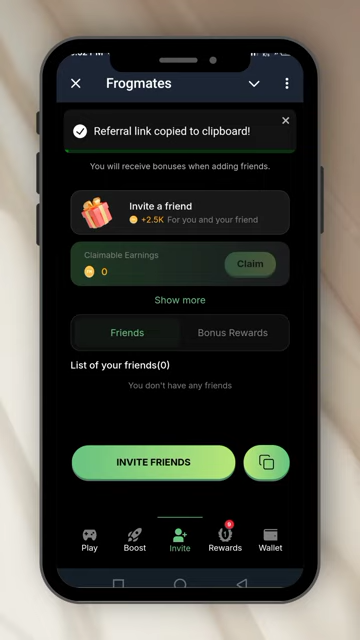 Frogmates
Referral link copied to clipboard!
You will receive bonuses when adding friends.
Invite a friend
+2.5K For you and your friend
Claimable Earnings
0
Claim
Show more
Friends
Bonus Rewards
List of your friends(0)
You don't have any friends
INVITE FRIENDS
9
Play
Boost
Invite
Rewards
Wallet